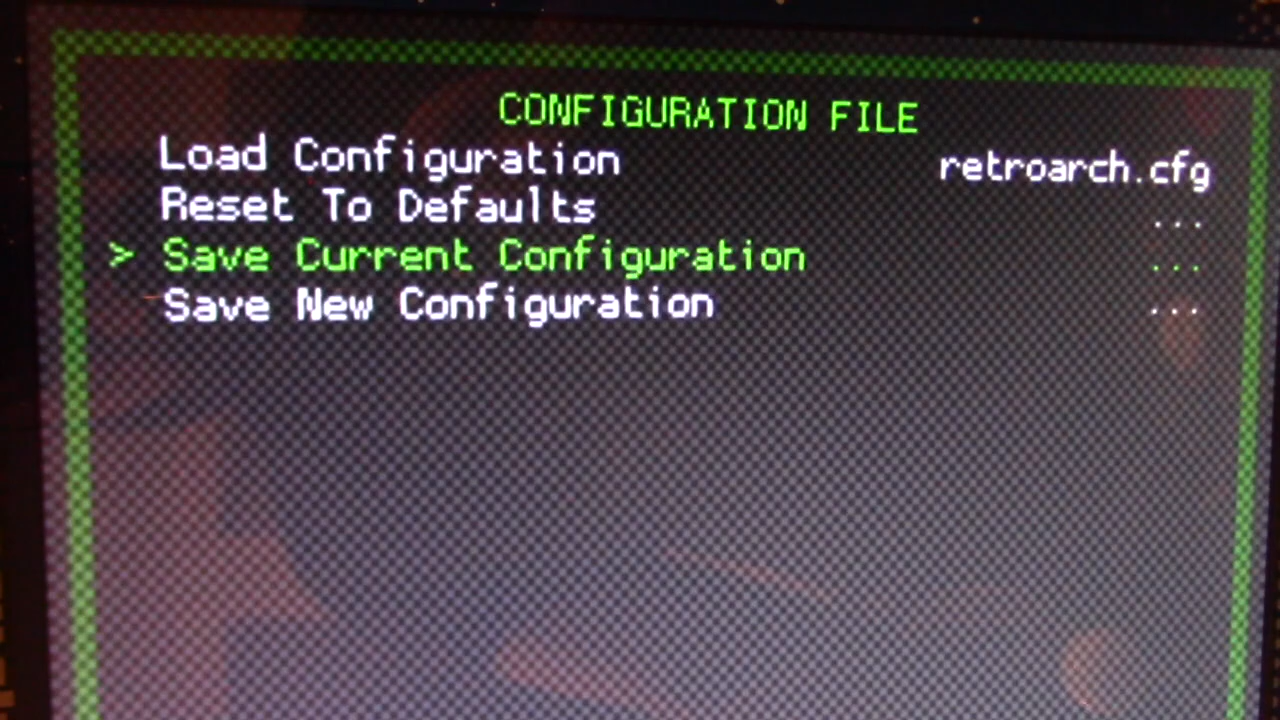 CONFIGURATION FILE
Load Configuration retroarch.cfg
Reset To Defaults ...
> Save Current Configuration ...
Save New Configuration ...